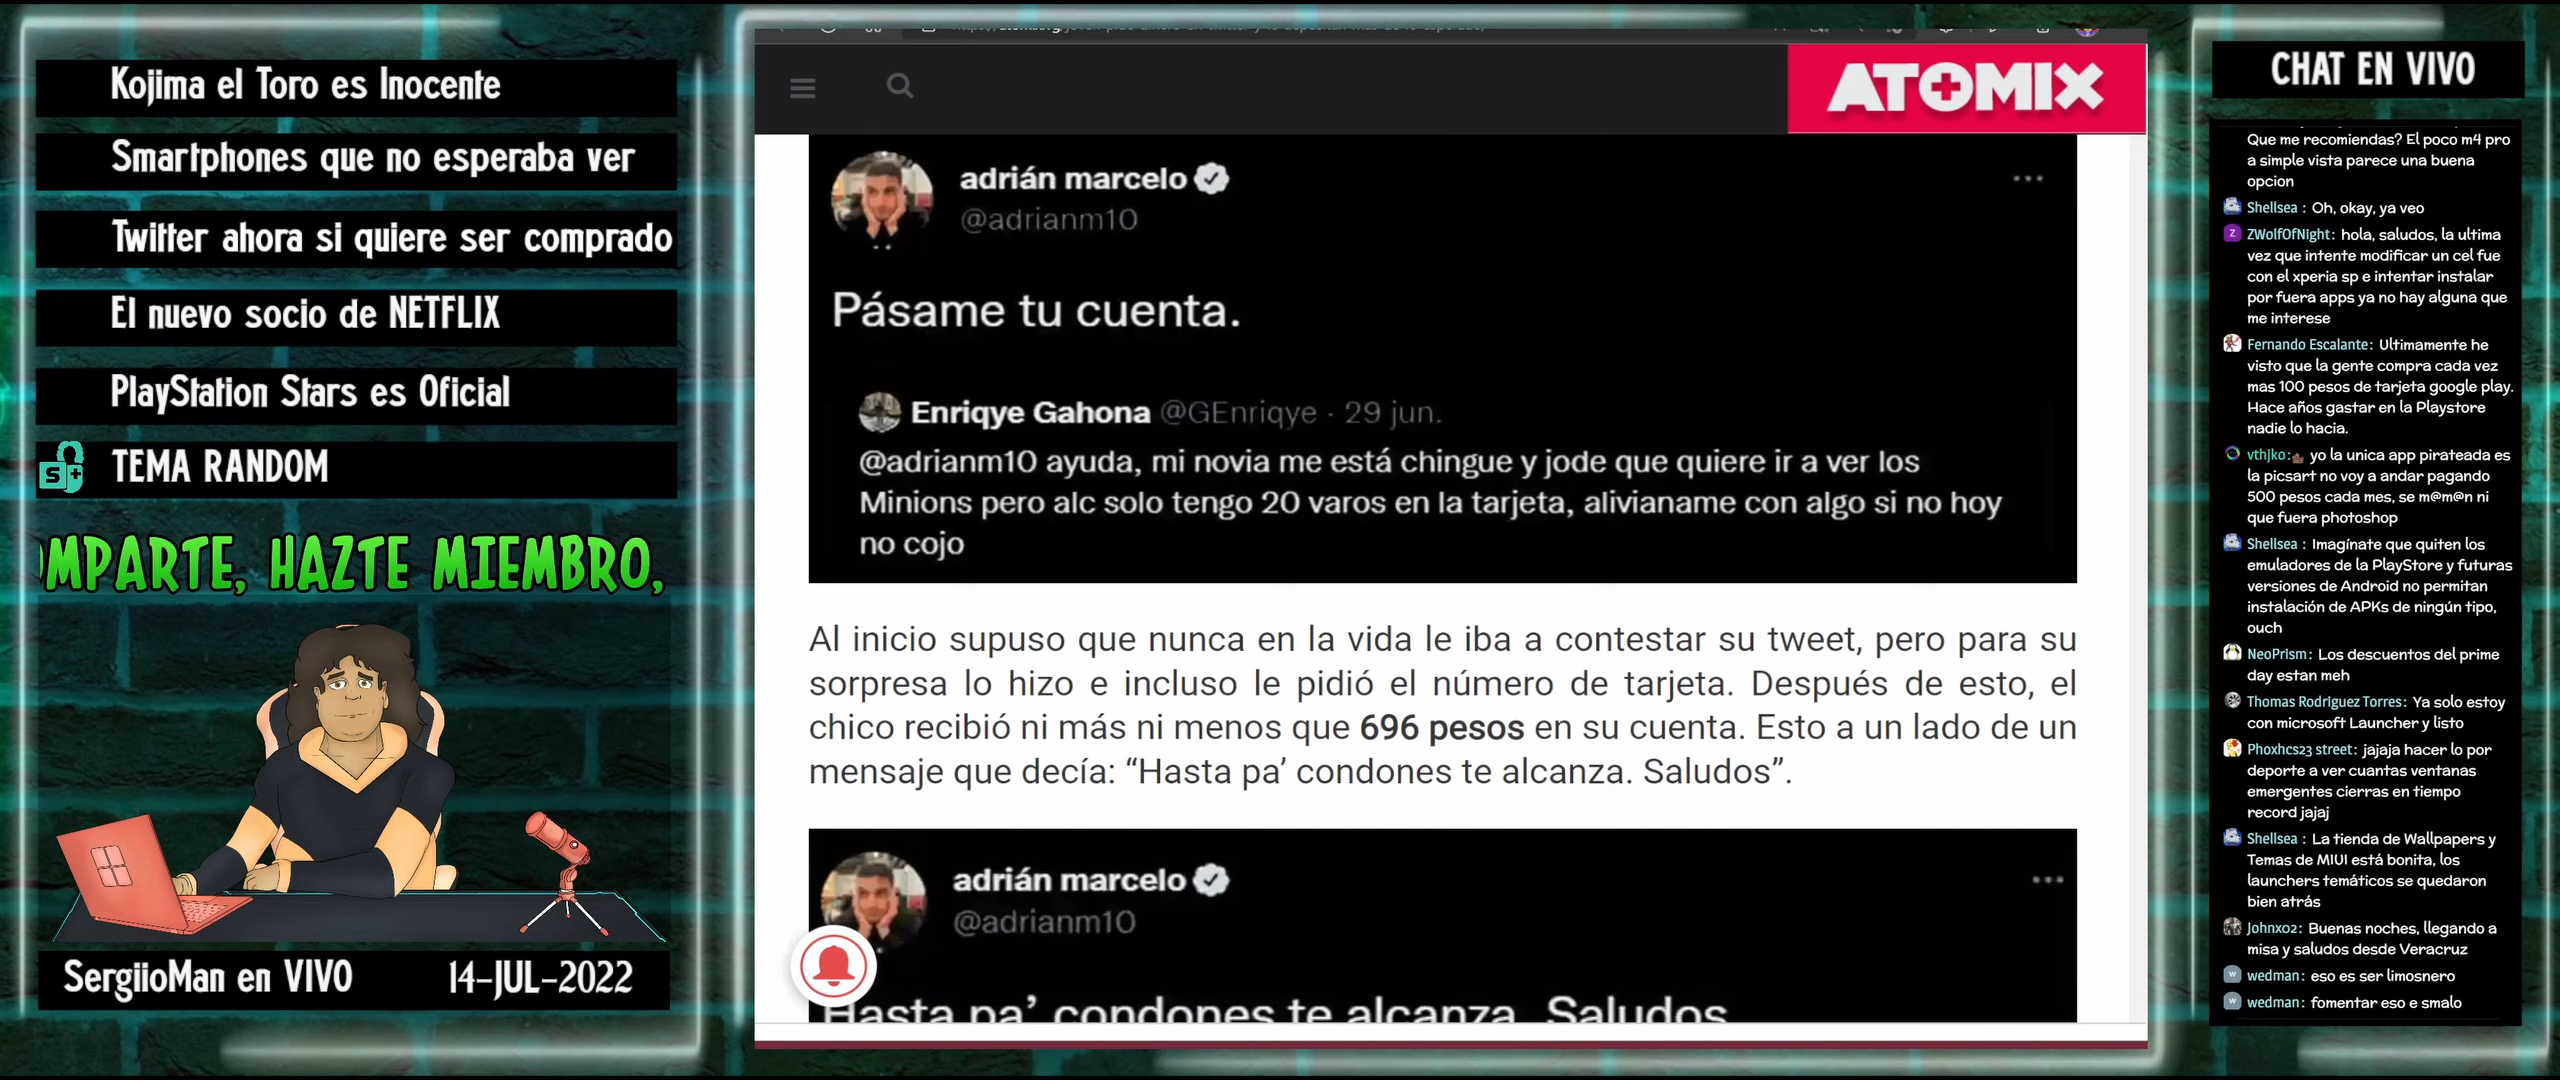 Kojima el Toro es Inocente
Smartphones que no esperaba ver
Twitter ahora si quiere ser comprado
El nuevo socio de NETFLIX
PlayStation Stars es Oficial
S+
TEMA RANDOM
OMPARTE, HAZTE MIEMBRO,
SergiioMan en VIVO
14-JUL-2022
ATOMIX
adrián marcelo
@adrianm10
Pásame tu cuenta.
Enriqye Gahona @GEnriqye · 29 jun.
@adrianm10 ayuda, mi novia me está chingue y jode que quiere ir a ver los
Minions pero alc solo tengo 20 varos en la tarjeta, alivianame con algo si no hoy
no cojo
Al inicio supuso que nunca en la vida le iba a contestar su tweet, pero para su
sorpresa lo hizo e incluso le pidió el número de tarjeta. Después de esto, el
chico recibió ni más ni menos que 696 pesos en su cuenta. Esto a un lado de un
mensaje que decía: “Hasta pa’ condones te alcanza. Saludos”.
adrián marcelo
@adrianm10
Hasta pa’ condones te alcanza. Saludos
CHAT EN VIVO
Que me recomiendas? El poco m4 pro
a simple vista parece una buena
opcion
Shellsea : Oh, okay, ya veo
Z
ZWolfOfNight: hola, saludos, la ultima
vez que intente modificar un cel fue
con el xperia sp e intentar instalar
por fuera apps ya no hay alguna que
me interese
Fernando Escalante: Ultimamente he
visto que la gente compra cada vez
mas 100 pesos de tarjeta google play.
Hace años gastar en la Playstore
nadie lo hacia.
vthjko: yo la unica app pirateada es
la picsart no voy a andar pagando
500 pesos cada mes, se m@m@n ni
que fuera photoshop
Shellsea : Imagínate que quiten los
emuladores de la PlayStore y futuras
versiones de Android no permitan
instalación de APKs de ningún tipo,
ouch
NeoPrism: Los descuentos del prime
day estan meh
Thomas Rodriguez Torres: Ya solo estoy
con microsoft Launcher y listo
Phoxhcs23 street: jajaja hacer lo por
deporte a ver cuantas ventanas
emergentes cierras en tiempo
record jajaj
Shellsea : La tienda de Wallpapers y
Temas de MIUI está bonita, los
launchers temáticos se quedaron
bien atrás
Johnx02: Buenas noches, llegando a
misa y saludos desde Veracruz
W
wedman: eso es ser limosnero
W
wedman: fomentar eso e smalo